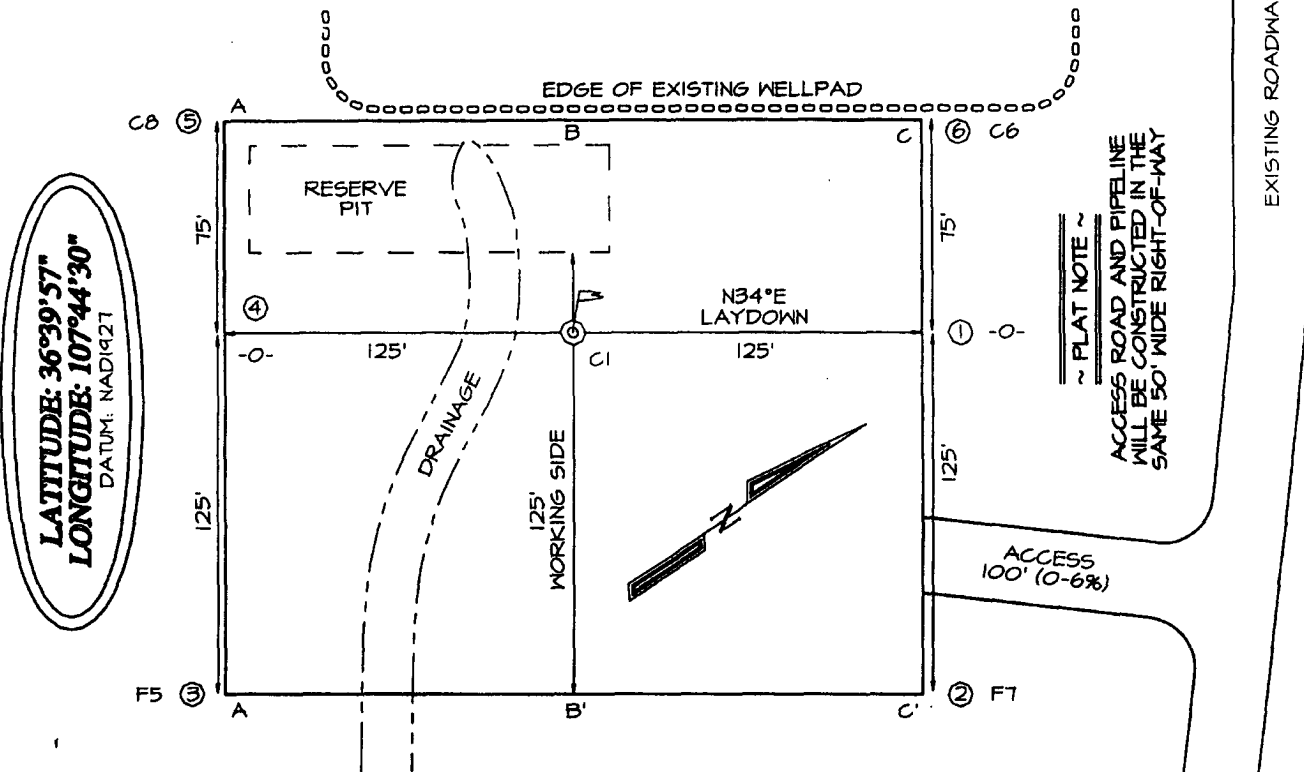 EXISTING ROADWA
EDGE OF EXISTING WELLPAD
A
C8 ⑤
B
C
⑥ C6
RESERVE
PIT
75'
75'
④
-0-
125'
N34°E
LAYDOWN
125'
① -0-
C1
DRAINAGE
125'
125'
WORKING SIDE
125'
N
ACCESS
100' (0-6%)
F5 ③
A
B'
C'
② F7
LATITUDE: 36°39'57"
LONGITUDE: 107°44'30"
DATUM: NAD1927
~ PLAT NOTE ~
ACCESS ROAD AND PIPELINE
WILL BE CONSTRUCTED IN THE
SAME 50' WIDE RIGHT-OF-WAY